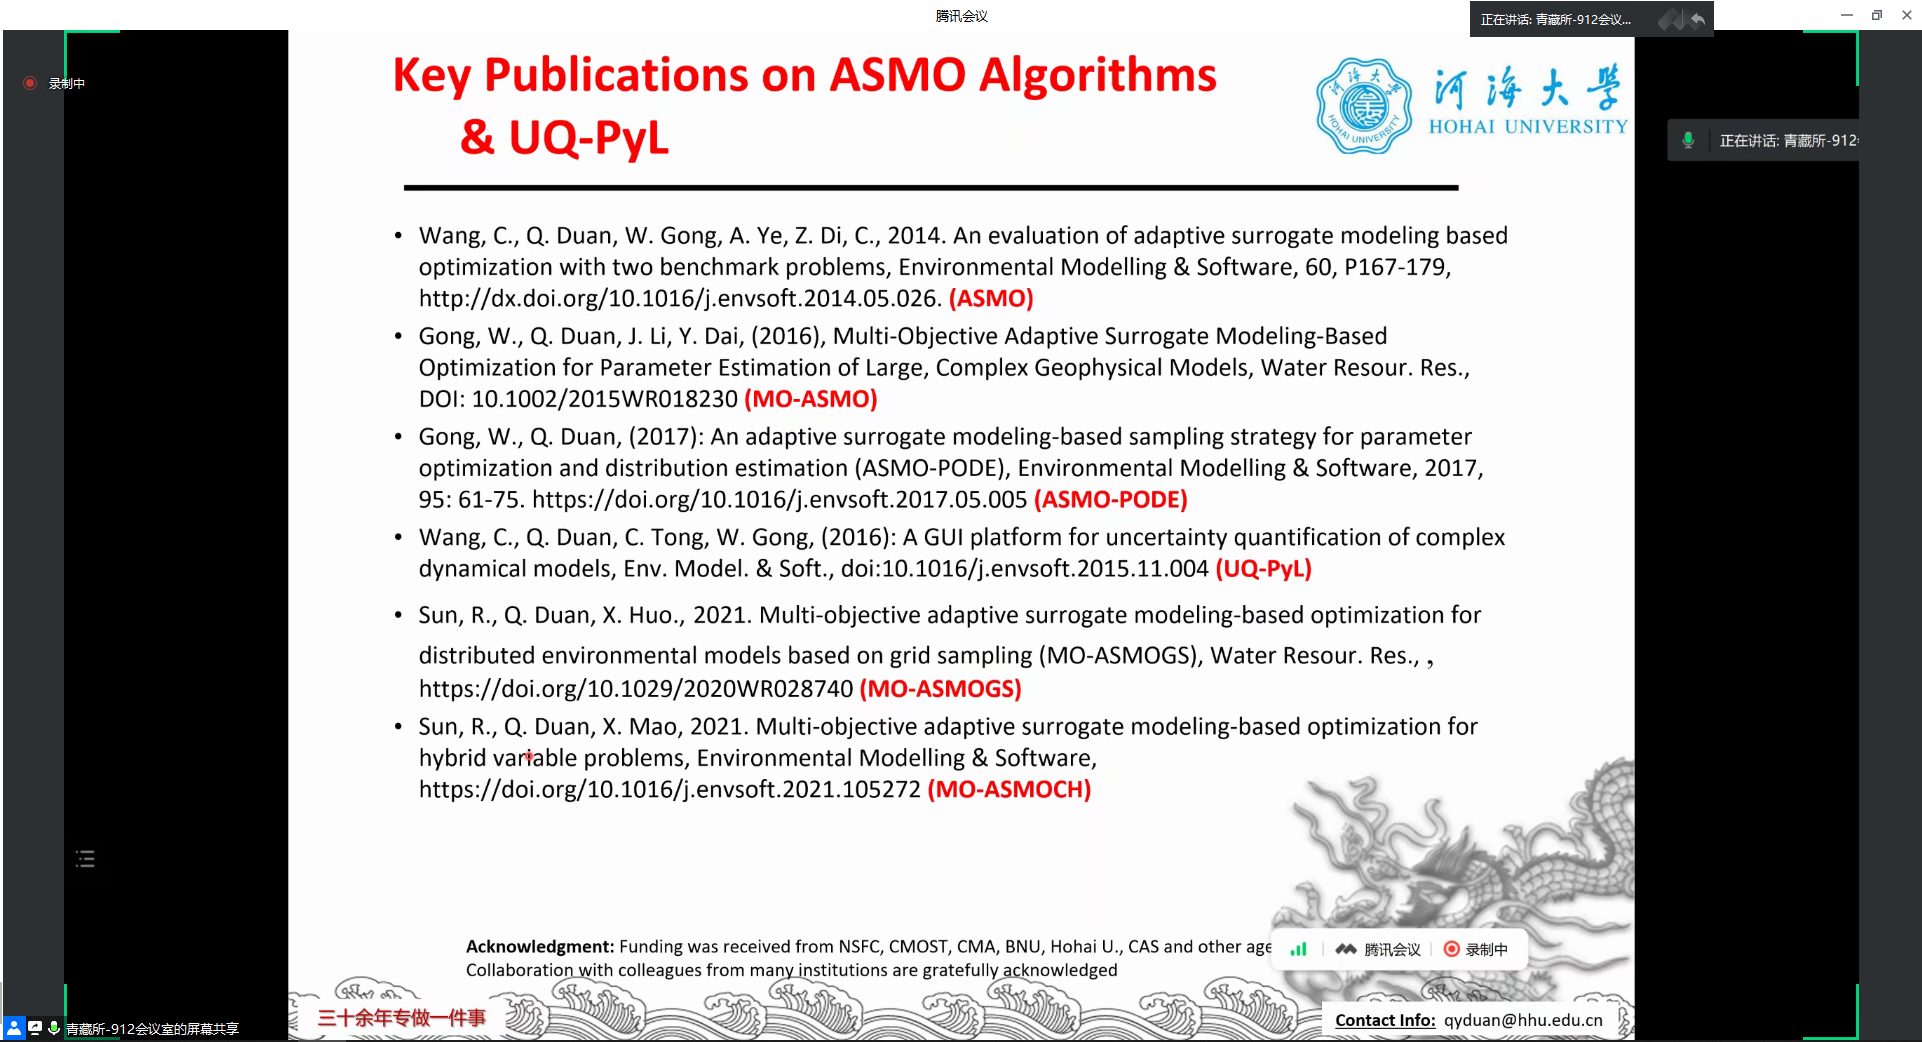 腾讯会议
正在讲话: 青藏所-912会议...
录制中
Key Publications on ASMO Algorithms
& UQ-PyL
河海大学
HOHAI UNIVERSITY
河海大学
HOHAI UNIVERSITY
正在讲话: 青藏所-912
• Wang, C., Q. Duan, W. Gong, A. Ye, Z. Di, C., 2014. An evaluation of adaptive surrogate modeling based
optimization with two benchmark problems, Environmental Modelling & Software, 60, P167-179,
http://dx.doi.org/10.1016/j.envsoft.2014.05.026. (ASMO)
• Gong, W., Q. Duan, J. Li, Y. Dai, (2016), Multi-Objective Adaptive Surrogate Modeling-Based
Optimization for Parameter Estimation of Large, Complex Geophysical Models, Water Resour. Res.,
DOI: 10.1002/2015WR018230 (MO-ASMO)
• Gong, W., Q. Duan, (2017): An adaptive surrogate modeling-based sampling strategy for parameter
optimization and distribution estimation (ASMO-PODE), Environmental Modelling & Software, 2017,
95: 61-75. https://doi.org/10.1016/j.envsoft.2017.05.005 (ASMO-PODE)
• Wang, C., Q. Duan, C. Tong, W. Gong, (2016): A GUI platform for uncertainty quantification of complex
dynamical models, Env. Model. & Soft., doi:10.1016/j.envsoft.2015.11.004 (UQ-PyL)
• Sun, R., Q. Duan, X. Huo., 2021. Multi-objective adaptive surrogate modeling-based optimization for
distributed environmental models based on grid sampling (MO-ASMOGS), Water Resour. Res., ,
https://doi.org/10.1029/2020WR028740 (MO-ASMOGS)
• Sun, R., Q. Duan, X. Mao, 2021. Multi-objective adaptive surrogate modeling-based optimization for
hybrid variable problems, Environmental Modelling & Software,
https://doi.org/10.1016/j.envsoft.2021.105272 (MO-ASMOCH)
Acknowledgment: Funding was received from NSFC, CMOST, CMA, BNU, Hohai U., CAS and other age
Collaboration with colleagues from many institutions are gratefully acknowledged
腾讯会议
录制中
三十余年专做一件事
Contact Info: qyduan@hhu.edu.cn
青藏所-912会议室的屏幕共享